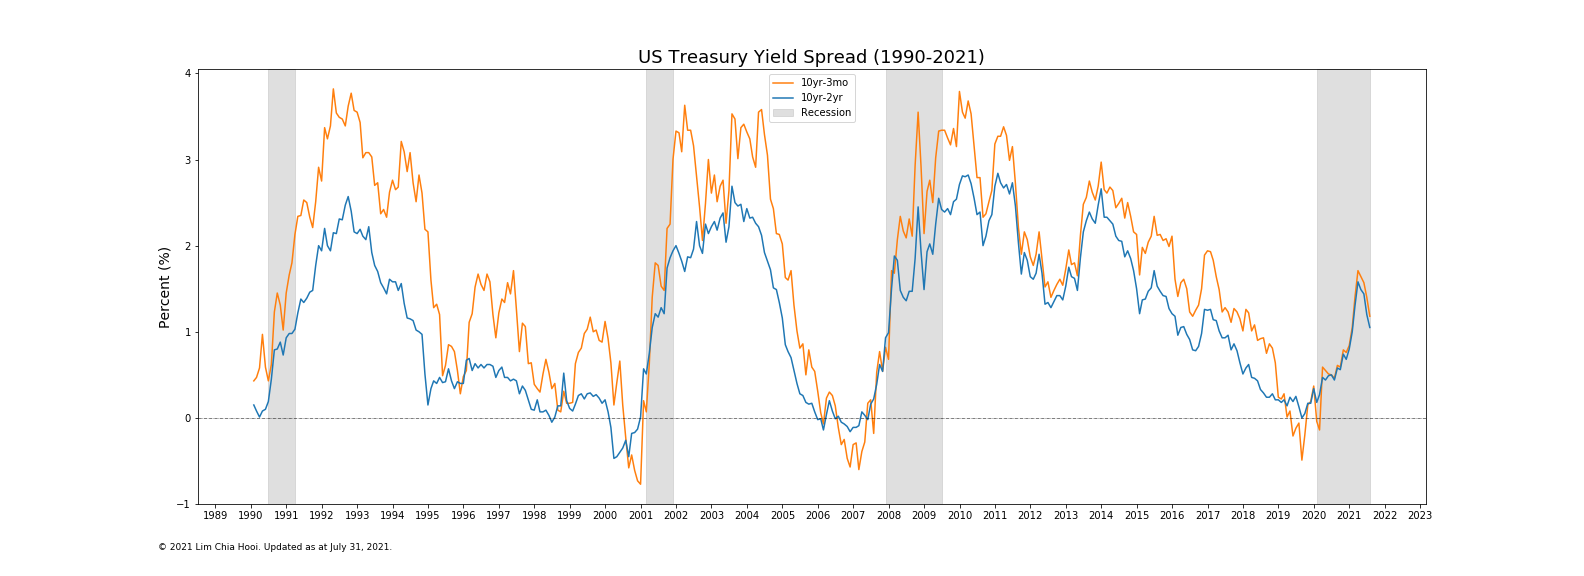 US Treasury Yield Spread (1990-2021)
10yr-3mo
10yr-2yr
Recession
Percent (%)
4
3
2
1
0
−1
1989 1990 1991 1992 1993 1994 1995 1996 1997 1998 1999 2000 2001 2002 2003 2004 2005 2006 2007 2008 2009 2010 2011 2012 2013 2014 2015 2016 2017 2018 2019 2020 2021 2022 2023
© 2021 Lim Chia Hooi. Updated as at July 31, 2021.